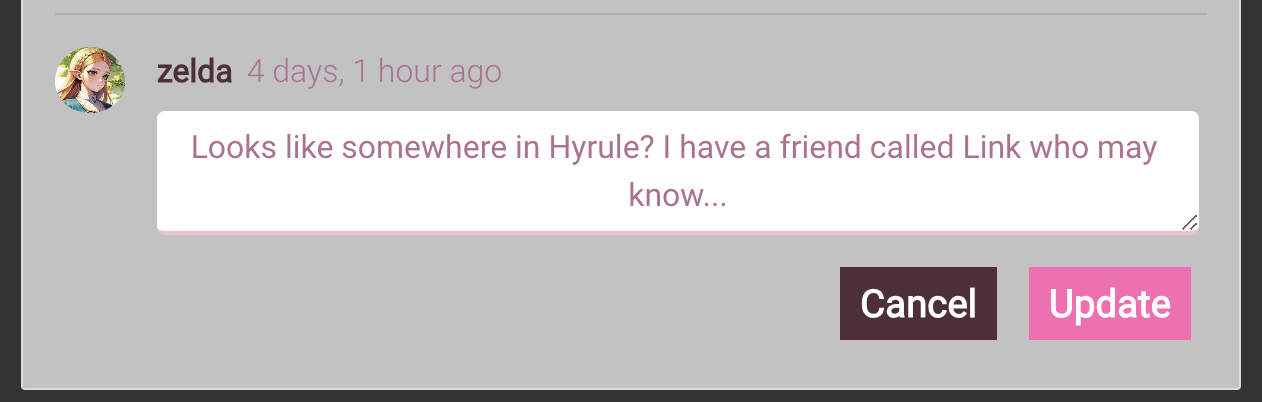 zelda 4 days, 1 hour ago
Looks like somewhere in Hyrule? I have a friend called Link who may
know...
Cancel Update